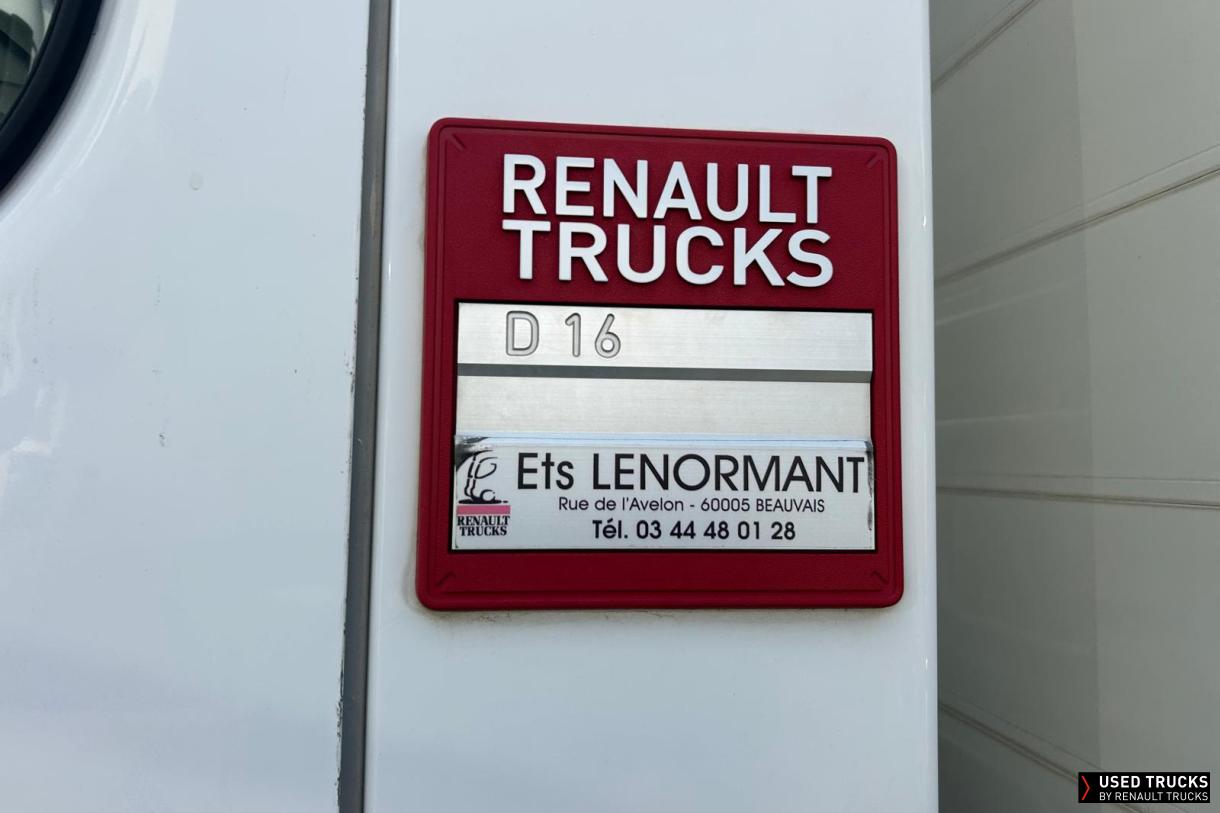 RENAULT
TRUCKS
D 16
Ets LENORMANT
Rue de l'Avelon - 60005 BEAUVAIS
Tél. 03 44 48 01 28
RENAULT
TRUCKS
USED TRUCKS
BY RENAULT TRUCKS